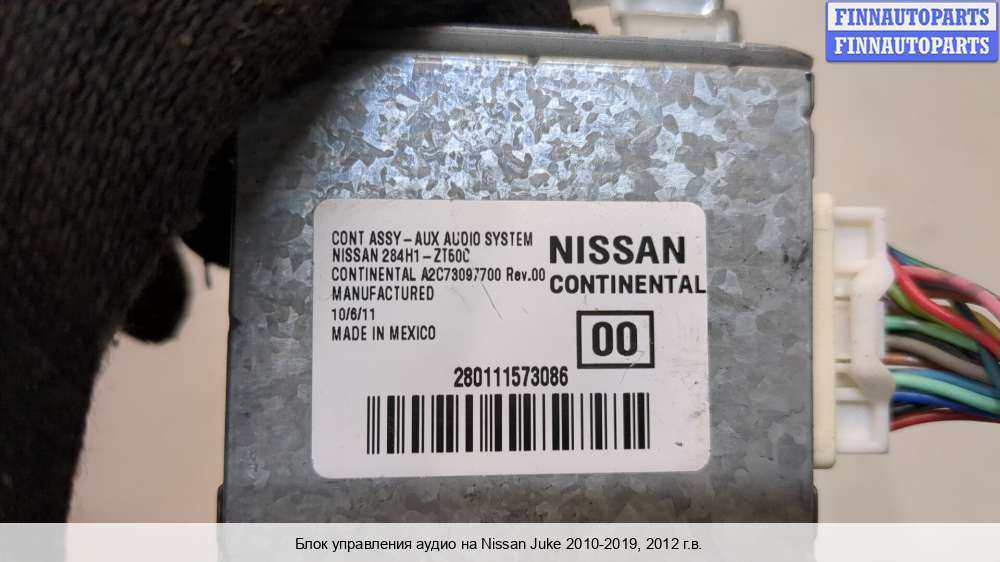 FINNAUTOPARTS
FINNAUTOPARTS
CONT ASSY-AUX AUDIO SYSTEM
NISSAN 284H1-ZT50C
CONTINENTAL A2C73097700 Rev.00
MANUFACTURED
10/6/11
MADE IN MEXICO
NISSAN
CONTINENTAL
00
280111573086
Блок управления аудио на Nissan Juke 2010-2019, 2012 г.в.